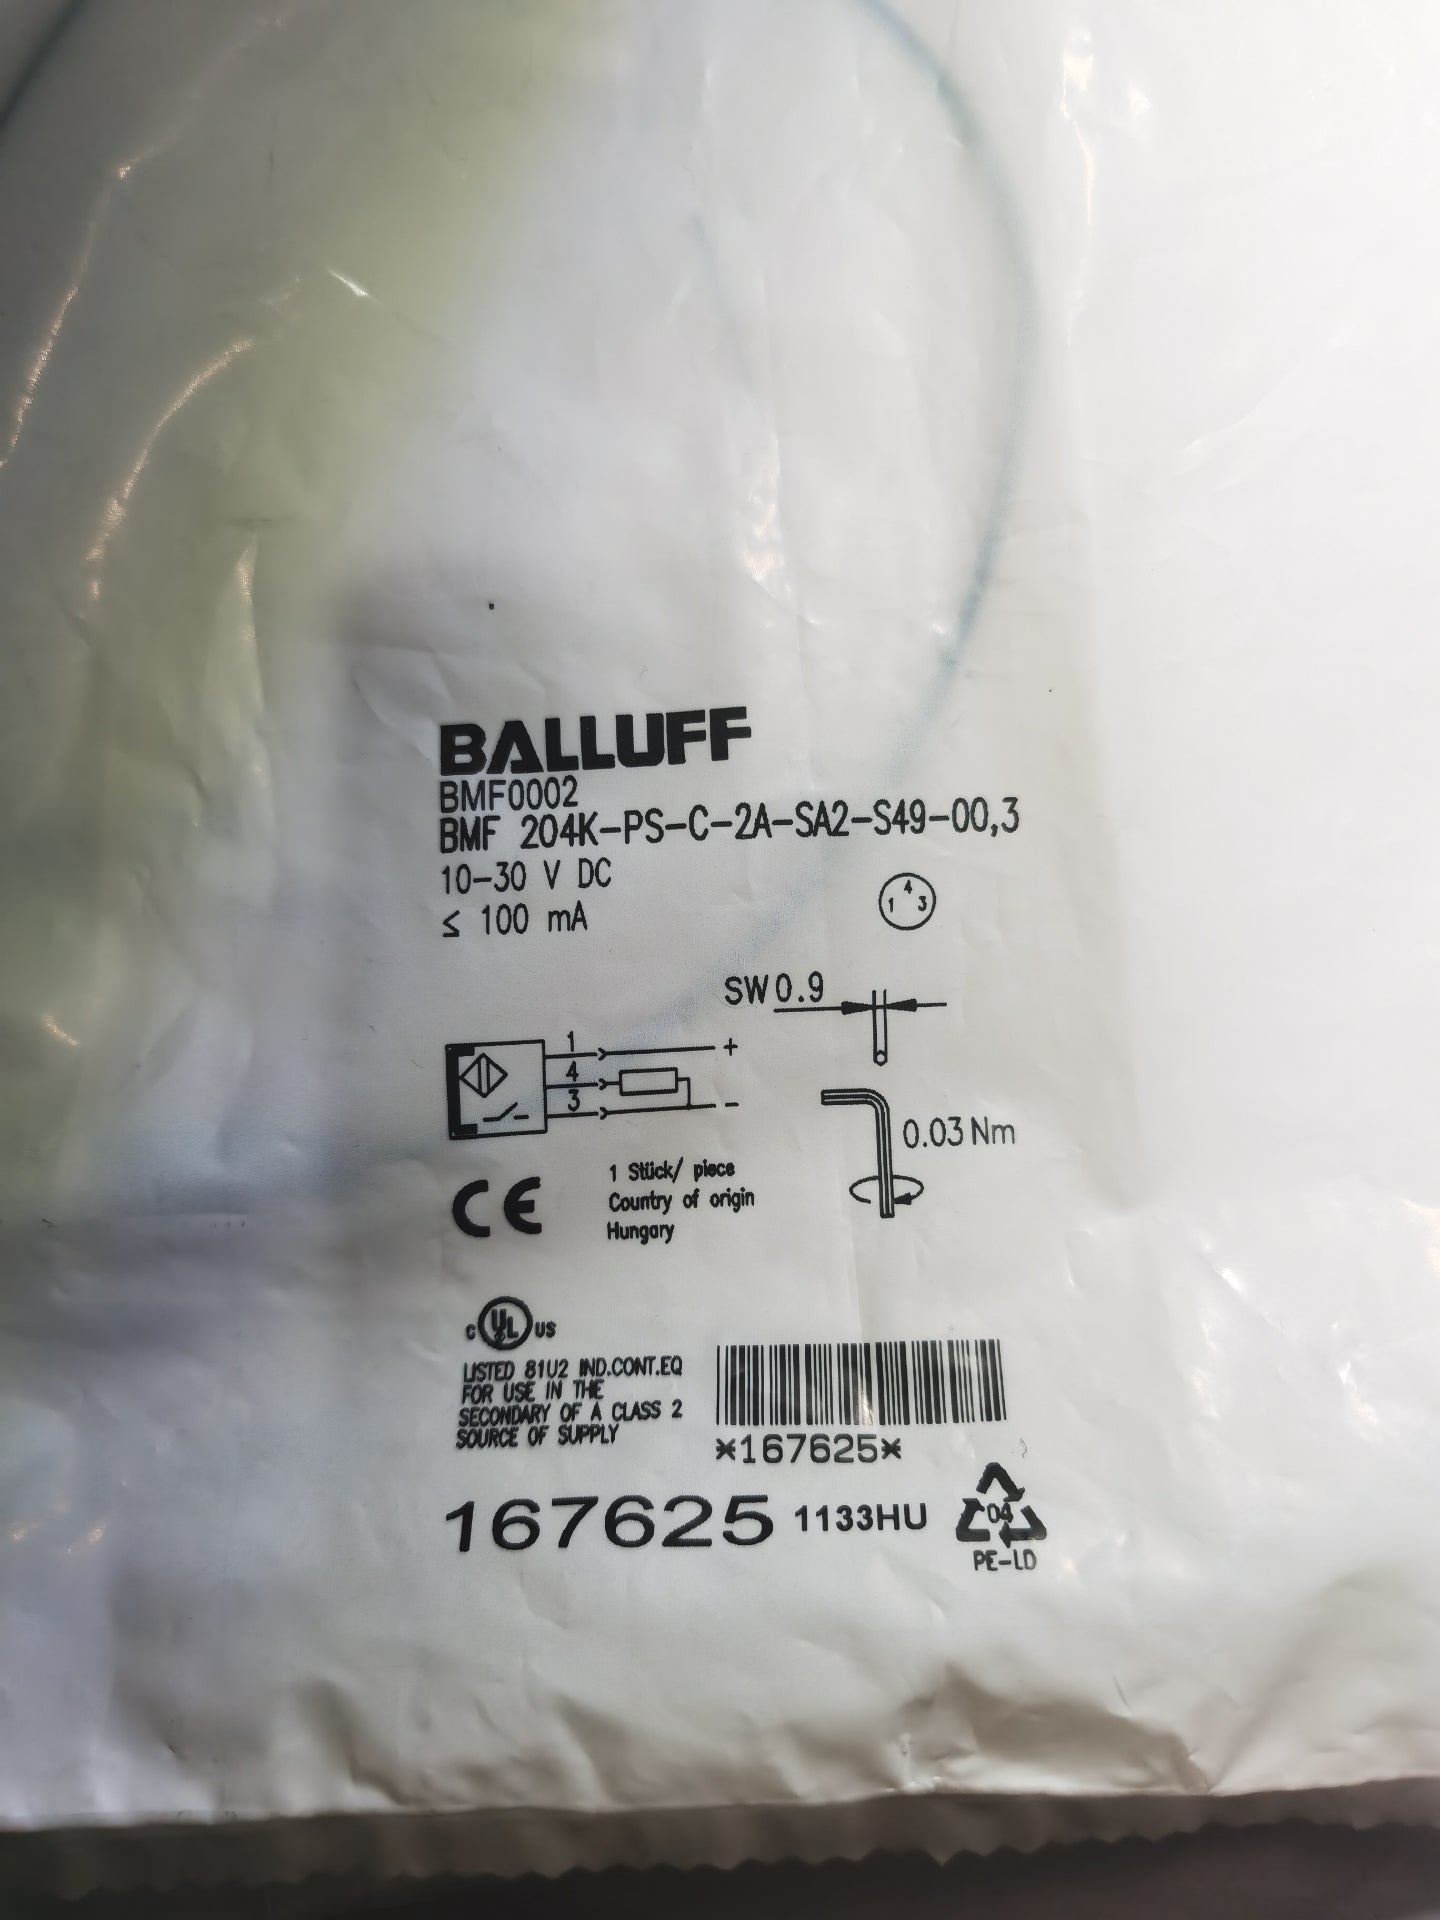 BALLUFF
BMF0002
BMF 204K-PS-C-2A-SA2-S49-00,3
10-30 V DC
≤ 100 mA
4
1 3
SW 0.9
1 +
4
3 -
0.03 Nm
CE
1 Stück/ piece
Country of origin
Hungary
c UL US
LISTED 81U2 IND.CONT.EQ
FOR USE IN THE
SECONDARY OF A CLASS 2
SOURCE OF SUPPLY
*167625*
167625 1133HU
04
PE-LD